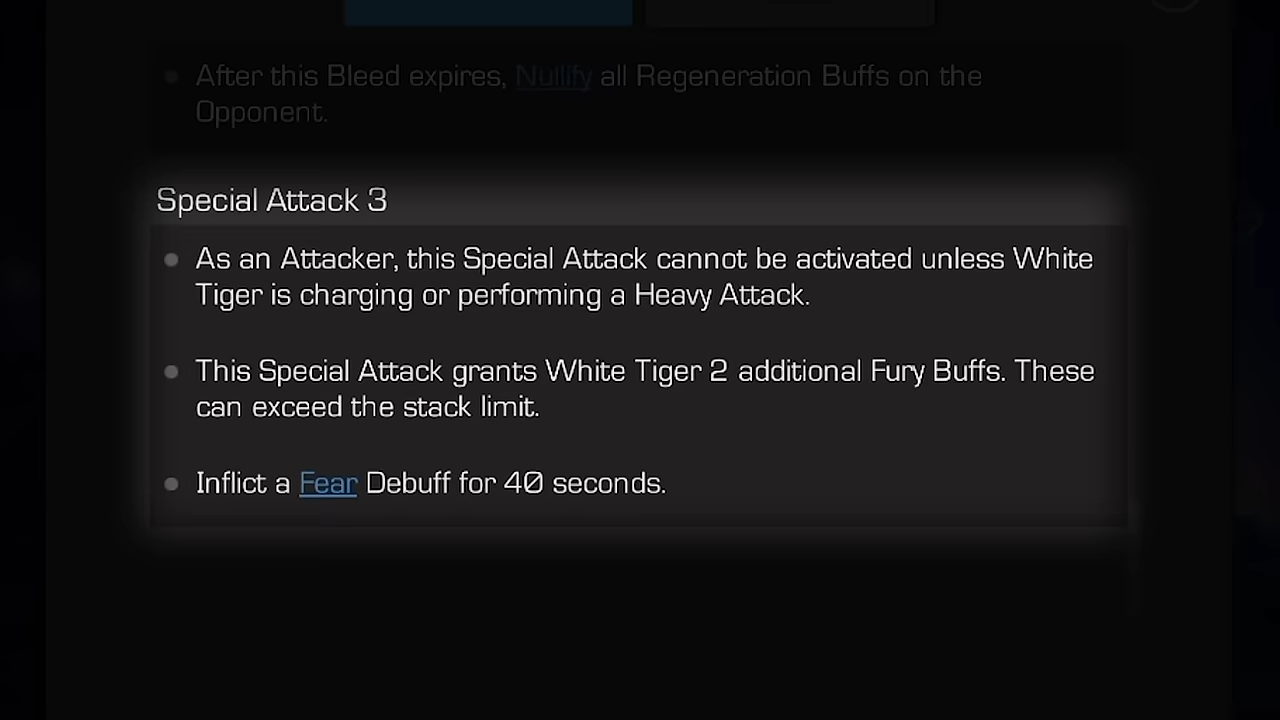 After this Bleed expires, Nullify all Regeneration Buffs on the
Opponent.
Special Attack 3
As an Attacker, this Special Attack cannot be activated unless White
Tiger is charging or performing a Heavy Attack.
This Special Attack grants White Tiger 2 additional Fury Buffs. These
can exceed the stack limit.
Inflict a Fear Debuff for 40 seconds.